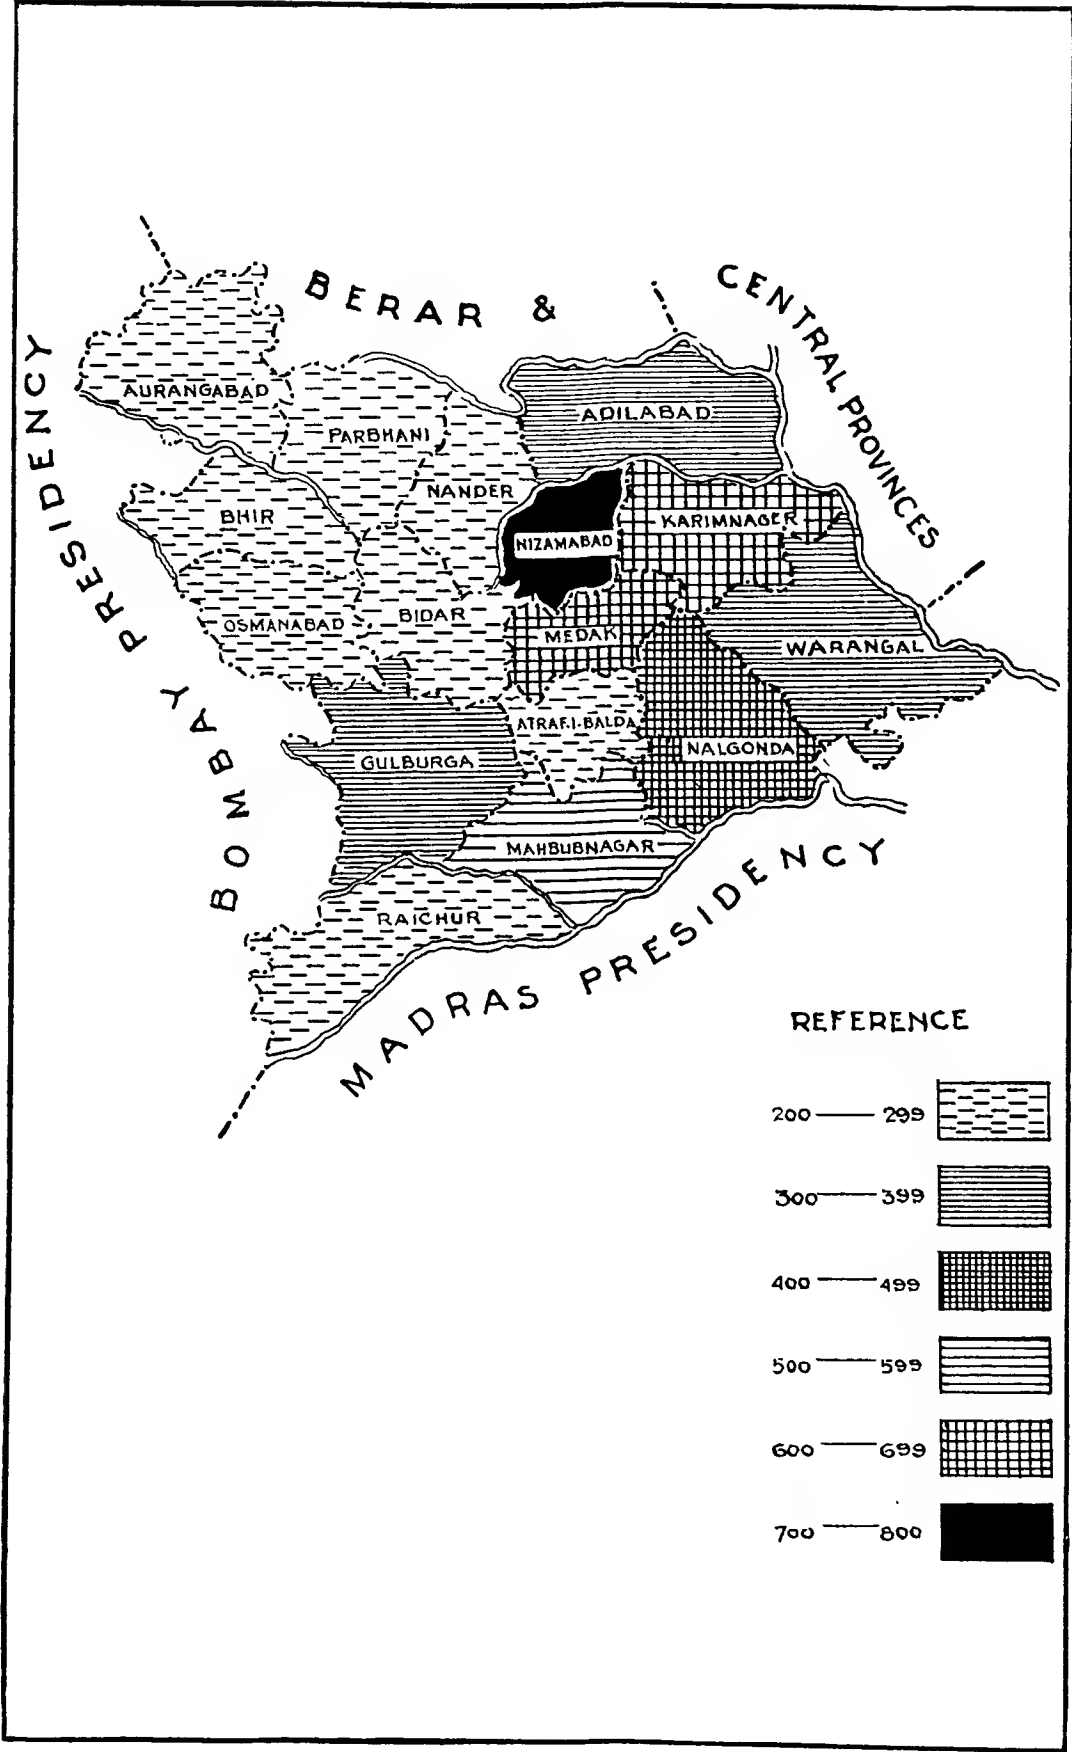 BERAR &
CENTRAL PROVINCES
BOMBAY PRESIDENCY
AURANGABAD
PARBHANI
ADILABAD
NANDER
BHIR
KARIMNAGER
NIZAMABAD
OSMANABAD
BIDAR
MEDAK
WARANGAL
ATRAF.I-BALDA
GULBURGA
NALGONDA
MAHBUBNAGAR
RAICHUR
MADRAS PRESIDENCY
REFERENCE
200 — 299
300 — 399
400 — 499
500 — 599
600 — 699
700 — 800